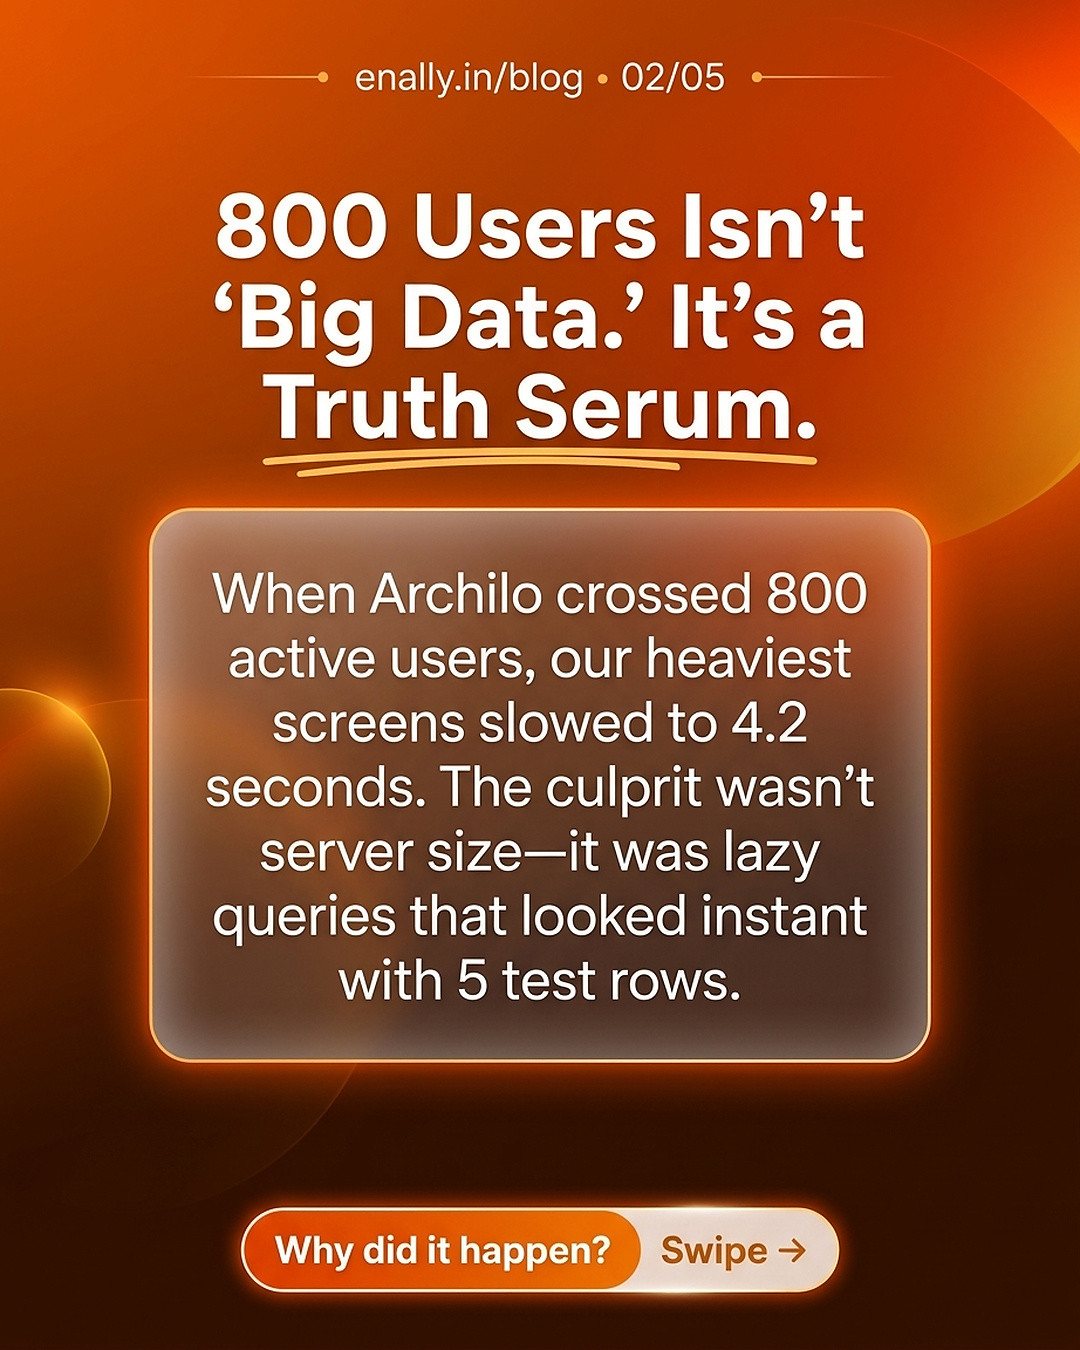 enally.in/blog • 02/05
800 Users Isn’t
‘Big Data.’ It’s a
Truth Serum.
When Archilo crossed 800
active users, our heaviest
screens slowed to 4.2
seconds. The culprit wasn’t
server size—it was lazy
queries that looked instant
with 5 test rows.
Why did it happen? Swipe →